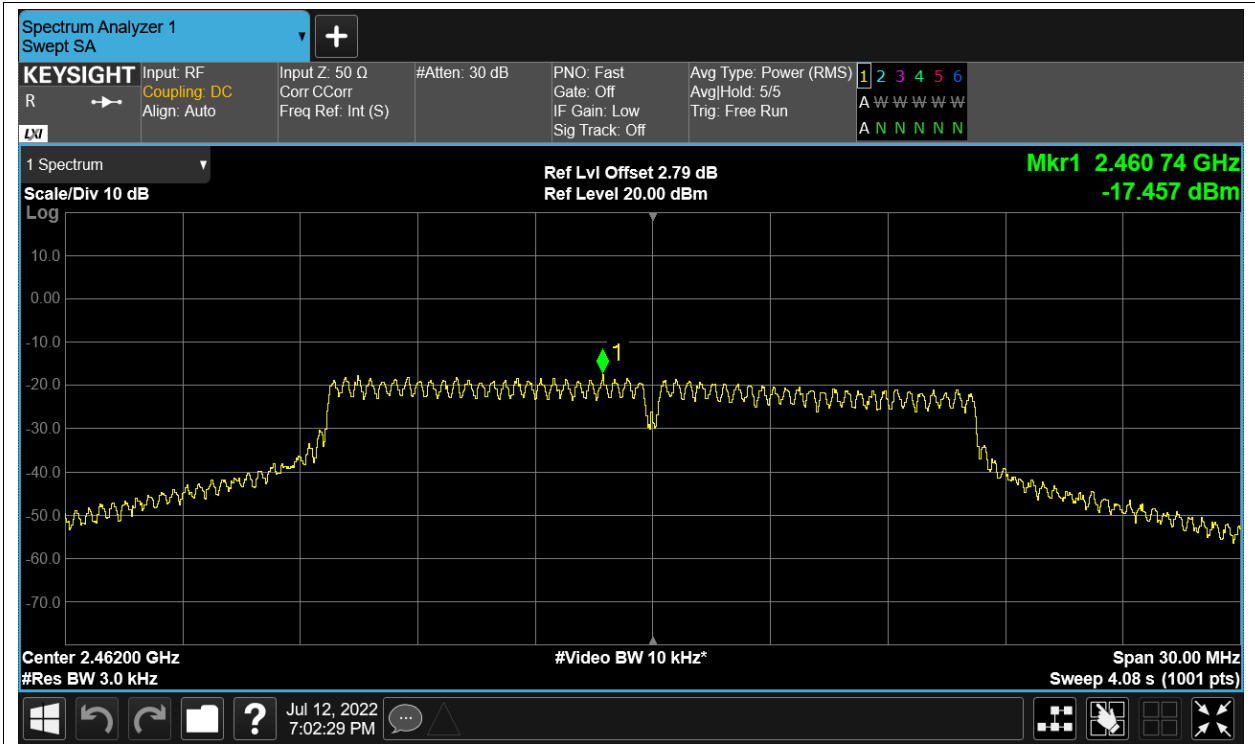 Spectrum Analyzer 1
Swept SA
KEYSIGHT
R
LXI
Input: RF
Coupling: DC
Align: Auto
Input Z: 50 Ω
Corr CCorr
Freq Ref: Int (S)
#Atten: 30 dB
PNO: Fast
Gate: Off
IF Gain: Low
Sig Track: Off
Avg Type: Power (RMS)
Avg|Hold: 5/5
Trig: Free Run
1 2 3 4 5 6
A W W W W W
A N N N N N
1 Spectrum
Scale/Div 10 dB
Ref Lvl Offset 2.79 dB
Ref Level 20.00 dBm
Mkr1 2.460 74 GHz
-17.457 dBm
Log
10.0
0.00
-10.0
-20.0
-30.0
-40.0
-50.0
-60.0
-70.0
1
Center 2.46200 GHz
#Res BW 3.0 kHz
#Video BW 10 kHz*
Span 30.00 MHz
Sweep 4.08 s (1001 pts)
?
Jul 12, 2022
7:02:29 PM